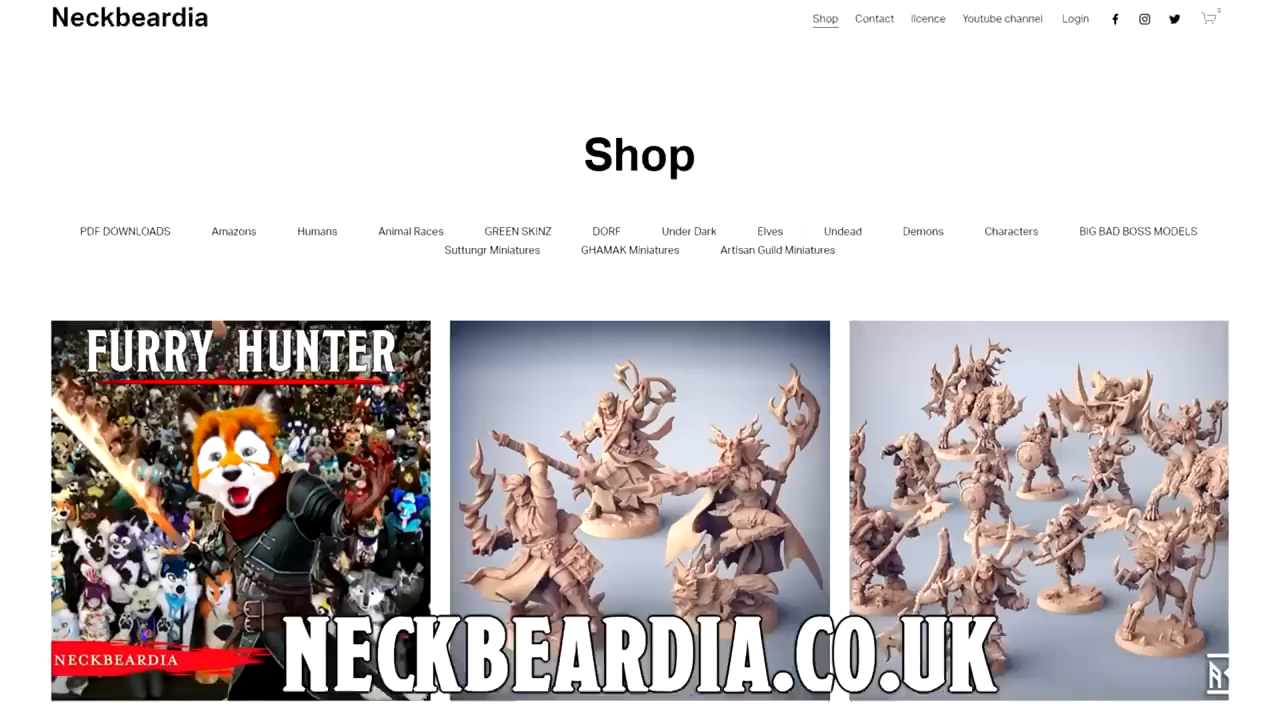 Neckbeardia
Shop Contact llcence Youtube channel Login
0
Shop
PDF DOWNLOADS Amazons Humans Animal Races GREEN SKINZ DORF Under Dark Elves Undead Demons Characters BIG BAD BOSS MODELS
Suttungr Miniatures GHAMAK Miniatures Artisan Guild Miniatures
FURRY HUNTER
NECKBEARDIA
NECKBEARDIA.CO.UK